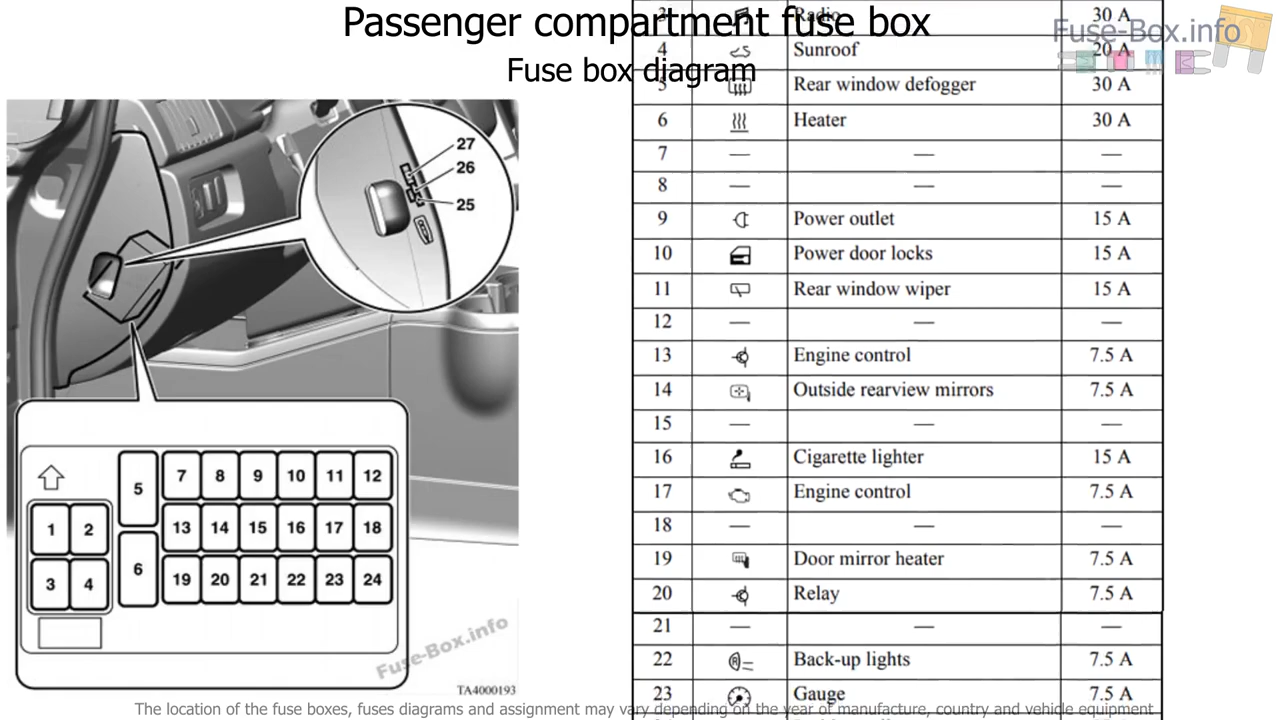 Passenger compartment fuse box
Fuse box diagram
Fuse-Box.info
27
26
25
5 7 8 9 10 11 12
1 2 13 14 15 16 17 18
3 4 6 19 20 21 22 23 24
Fuse-Box.info
TA4000193
3 Radio 30 A
4 Sunroof 20 A
5 Rear window defogger 30 A
6 Heater 30 A
7 — — —
8 — — —
9 Power outlet 15 A
10 Power door locks 15 A
11 Rear window wiper 15 A
12 — — —
13 Engine control 7.5 A
14 Outside rearview mirrors 7.5 A
15 — — —
16 Cigarette lighter 15 A
17 Engine control 7.5 A
18 — — —
19 Door mirror heater 7.5 A
20 Relay 7.5 A
21 — — —
22 Back-up lights 7.5 A
23 Gauge 7.5 A
The location of the fuse boxes, fuses diagrams and assignment may vary depending on the year of manufacture, country and vehicle equipment